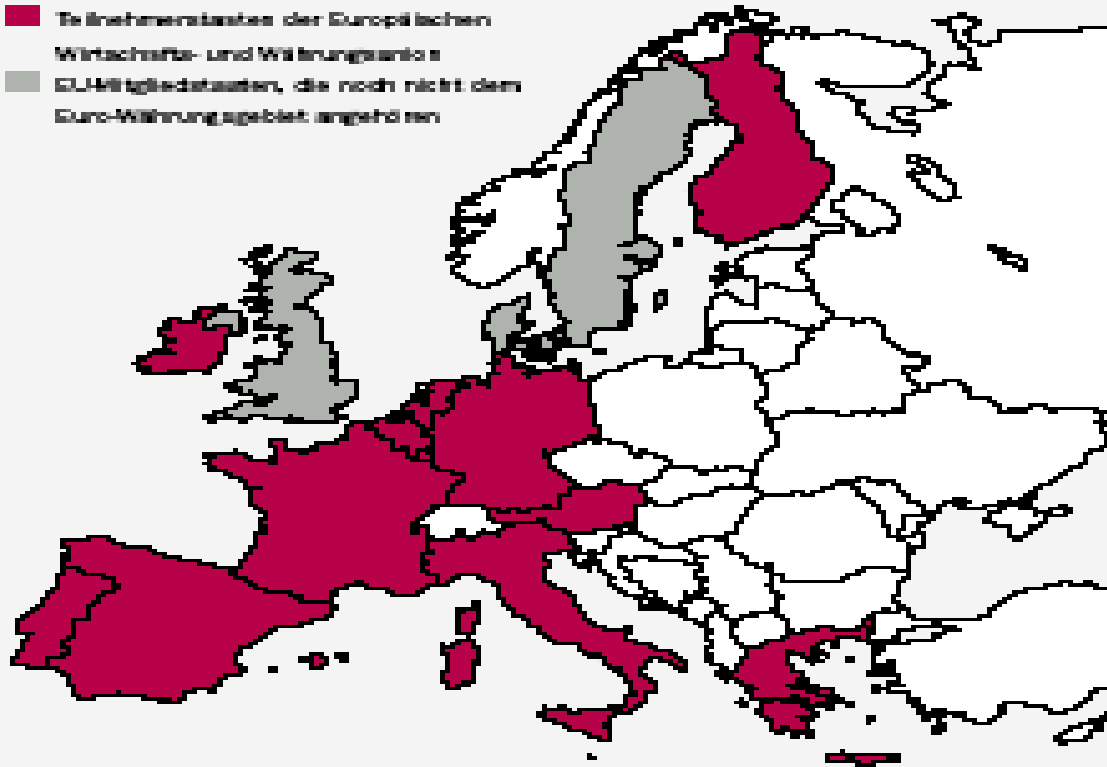 Teilnehmerstaaten der Europäischen
Wirtschafts- und Währungsunion
EU-Mitgliedstaaten, die noch nicht dem
Euro-Währungsgebiet angehören